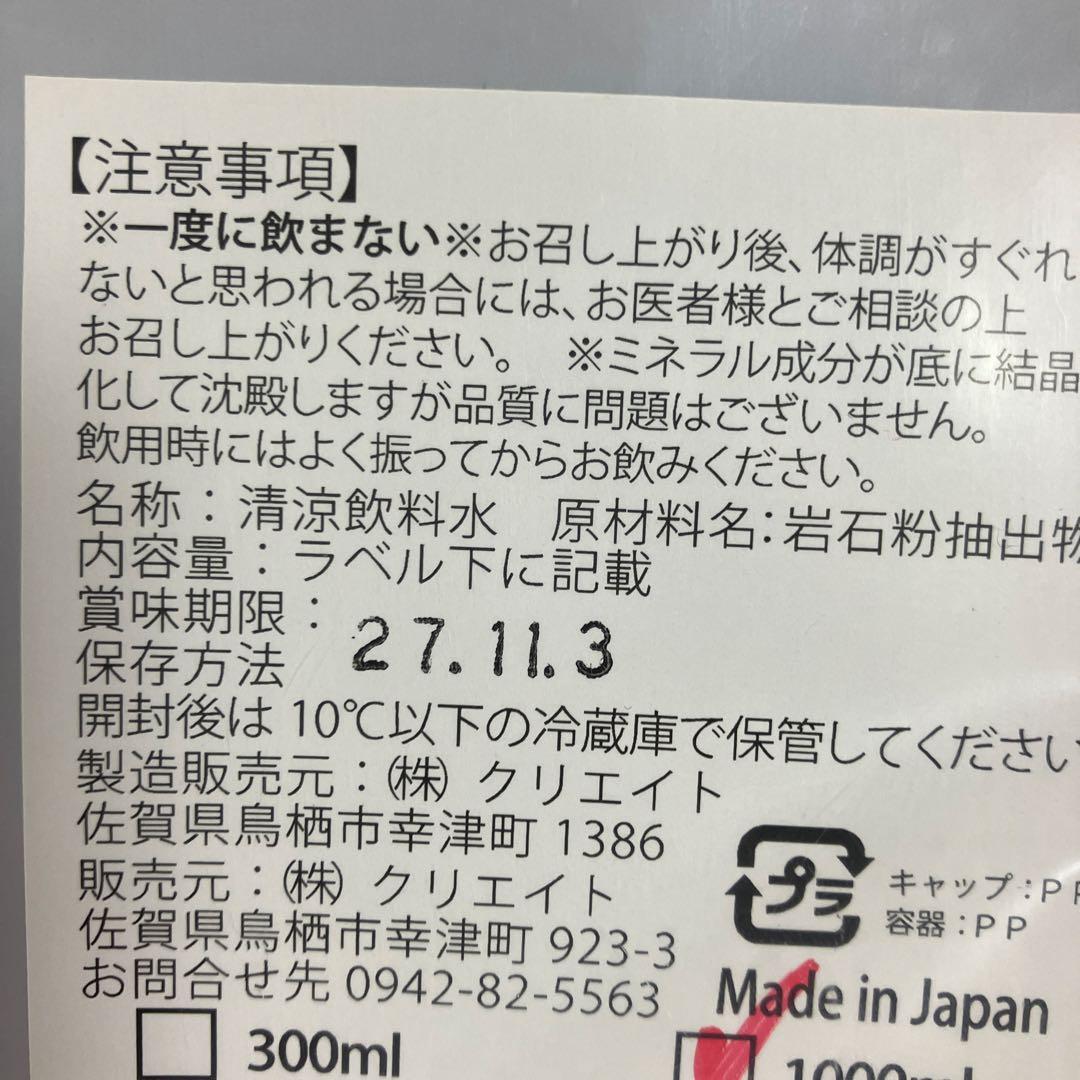 【注意事項】
※一度に飲まない※お召し上がり後、体調がすぐれ
ないと思われる場合には、お医者様とご相談の上
お召し上がりください。 ※ミネラル成分が底に結晶
化して沈殿しますが品質に問題はございません。
飲用時にはよく振ってからお飲みください。
名称：清涼飲料水 原材料名：岩石粉抽出物
内容量：ラベル下に記載
賞味期限：
27.11.3
保存方法
開封後は10℃以下の冷蔵庫で保管してください
製造販売元：㈱ クリエイト
佐賀県鳥栖市幸津町 1386
販売元：㈱ クリエイト
佐賀県鳥栖市幸津町 923-3
お問合せ先 0942-82-5563
プラ
キャップ：PP
容器：PP
Made in Japan
300ml
1000ml